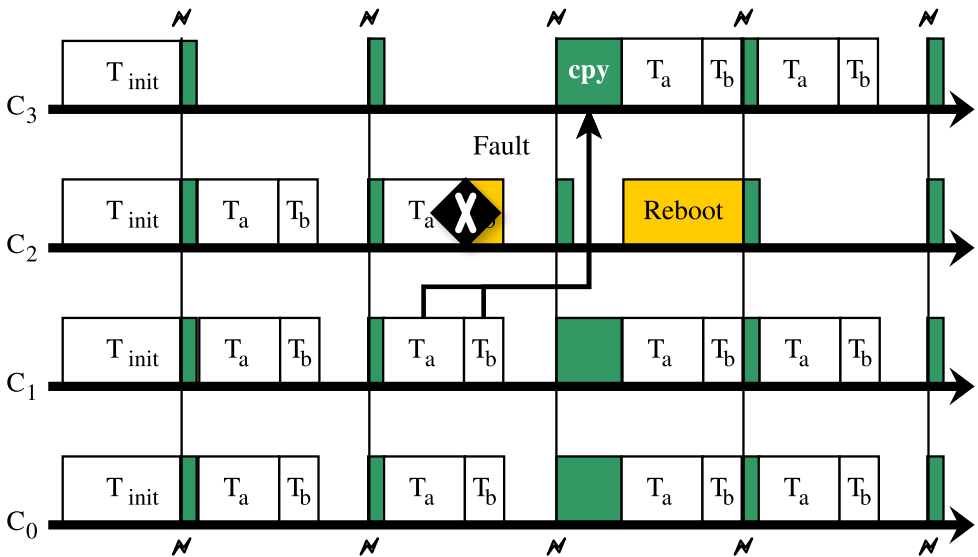 C3 T init cpy Ta Tb Ta Tb
Fault
C2 T init Ta Tb Ta X b Reboot
C1 T init Ta Tb Ta Tb Ta Tb Ta Tb
C0 T init Ta Tb Ta Tb Ta Tb Ta Tb